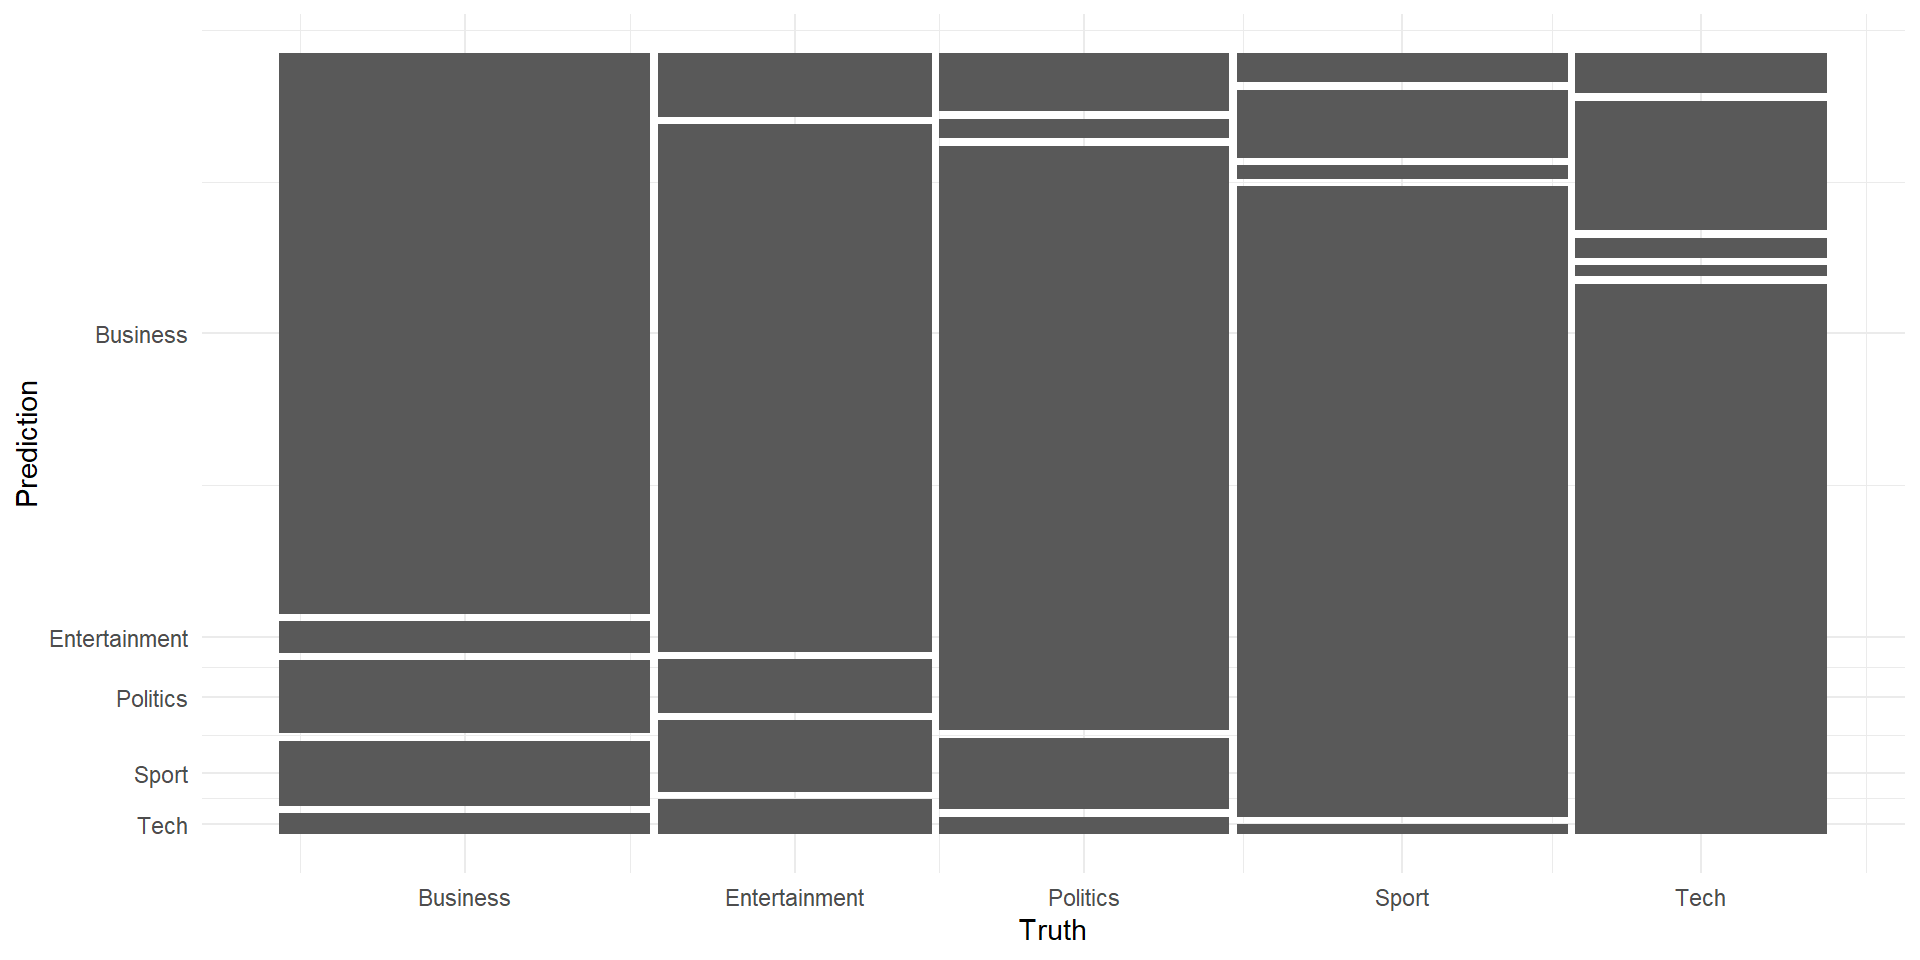 Prediction
Business
Entertainment
Politics
Sport
Tech
Business
Entertainment
Politics
Sport
Tech
Truth